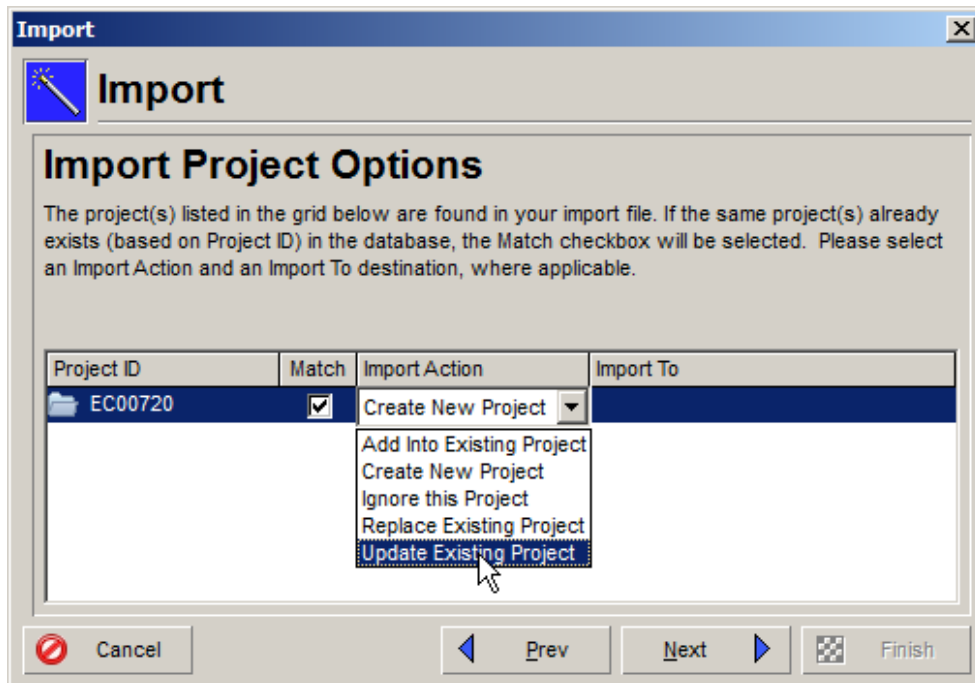 Import
Import
Import Project Options
The project(s) listed in the grid below are found in your import file. If the same project(s) already
exists (based on Project ID) in the database, the Match checkbox will be selected. Please select
an Import Action and an Import To destination, where applicable.
Project ID Match Import Action Import To
EC00720 Create New Project
Add Into Existing Project
Create New Project
Ignore this Project
Replace Existing Project
Update Existing Project
Cancel Prev Next Finish